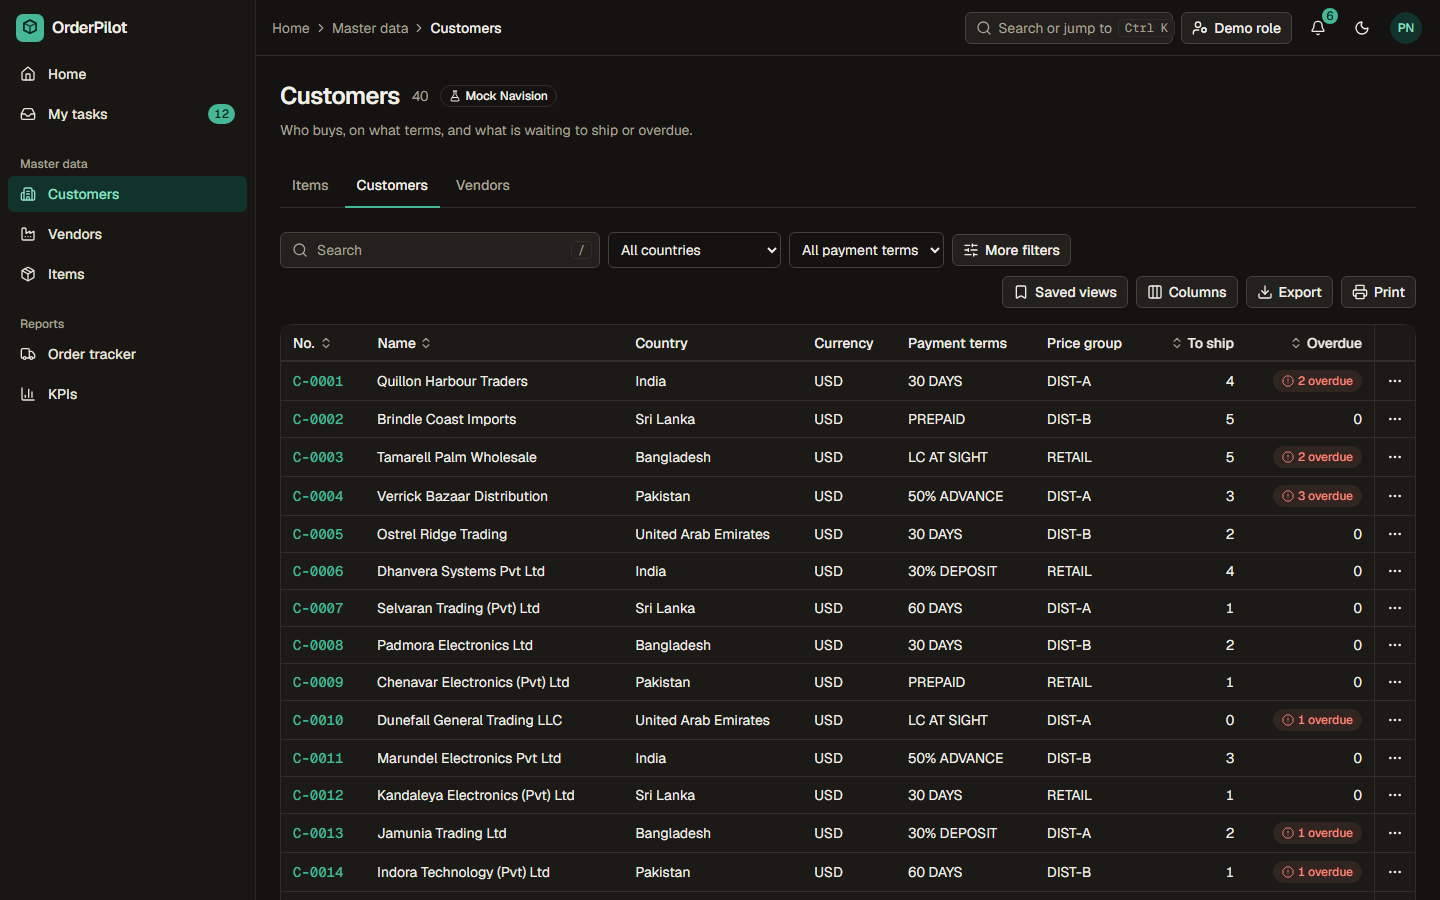 OrderPilot
Home
My tasks 12
Master data
Customers
Vendors
Items
Reports
Order tracker
KPIs
Home > Master data > Customers
Search or jump to Ctrl K
Demo role
6
PN
Customers 40 Mock Navision
Who buys, on what terms, and what is waiting to ship or overdue.
Items Customers Vendors
Search / All countries All payment terms More filters
Saved views Columns Export Print
No. Name Country Currency Payment terms Price group To ship Overdue
C-0001 Quillon Harbour Traders India USD 30 DAYS DIST-A 4 2 overdue ...
C-0002 Brindle Coast Imports Sri Lanka USD PREPAID DIST-B 5 0 ...
C-0003 Tamarell Palm Wholesale Bangladesh USD LC AT SIGHT RETAIL 5 2 overdue ...
C-0004 Verrick Bazaar Distribution Pakistan USD 50% ADVANCE DIST-A 3 3 overdue ...
C-0005 Ostrel Ridge Trading United Arab Emirates USD 30 DAYS DIST-B 2 0 ...
C-0006 Dhanvera Systems Pvt Ltd India USD 30% DEPOSIT RETAIL 4 0 ...
C-0007 Selvaran Trading (Pvt) Ltd Sri Lanka USD 60 DAYS DIST-A 1 0 ...
C-0008 Padmora Electronics Ltd Bangladesh USD 30 DAYS DIST-B 2 0 ...
C-0009 Chenavar Electronics (Pvt) Ltd Pakistan USD PREPAID RETAIL 1 0 ...
C-0010 Dunefall General Trading LLC United Arab Emirates USD LC AT SIGHT DIST-A 0 1 overdue ...
C-0011 Marundel Electronics Pvt Ltd India USD 50% ADVANCE DIST-B 3 0 ...
C-0012 Kandaleya Electronics (Pvt) Ltd Sri Lanka USD 30 DAYS RETAIL 1 0 ...
C-0013 Jamunia Trading Ltd Bangladesh USD 30% DEPOSIT DIST-A 2 1 overdue ...
C-0014 Indora Technology (Pvt) Ltd Pakistan USD 60 DAYS DIST-B 1 1 overdue ...